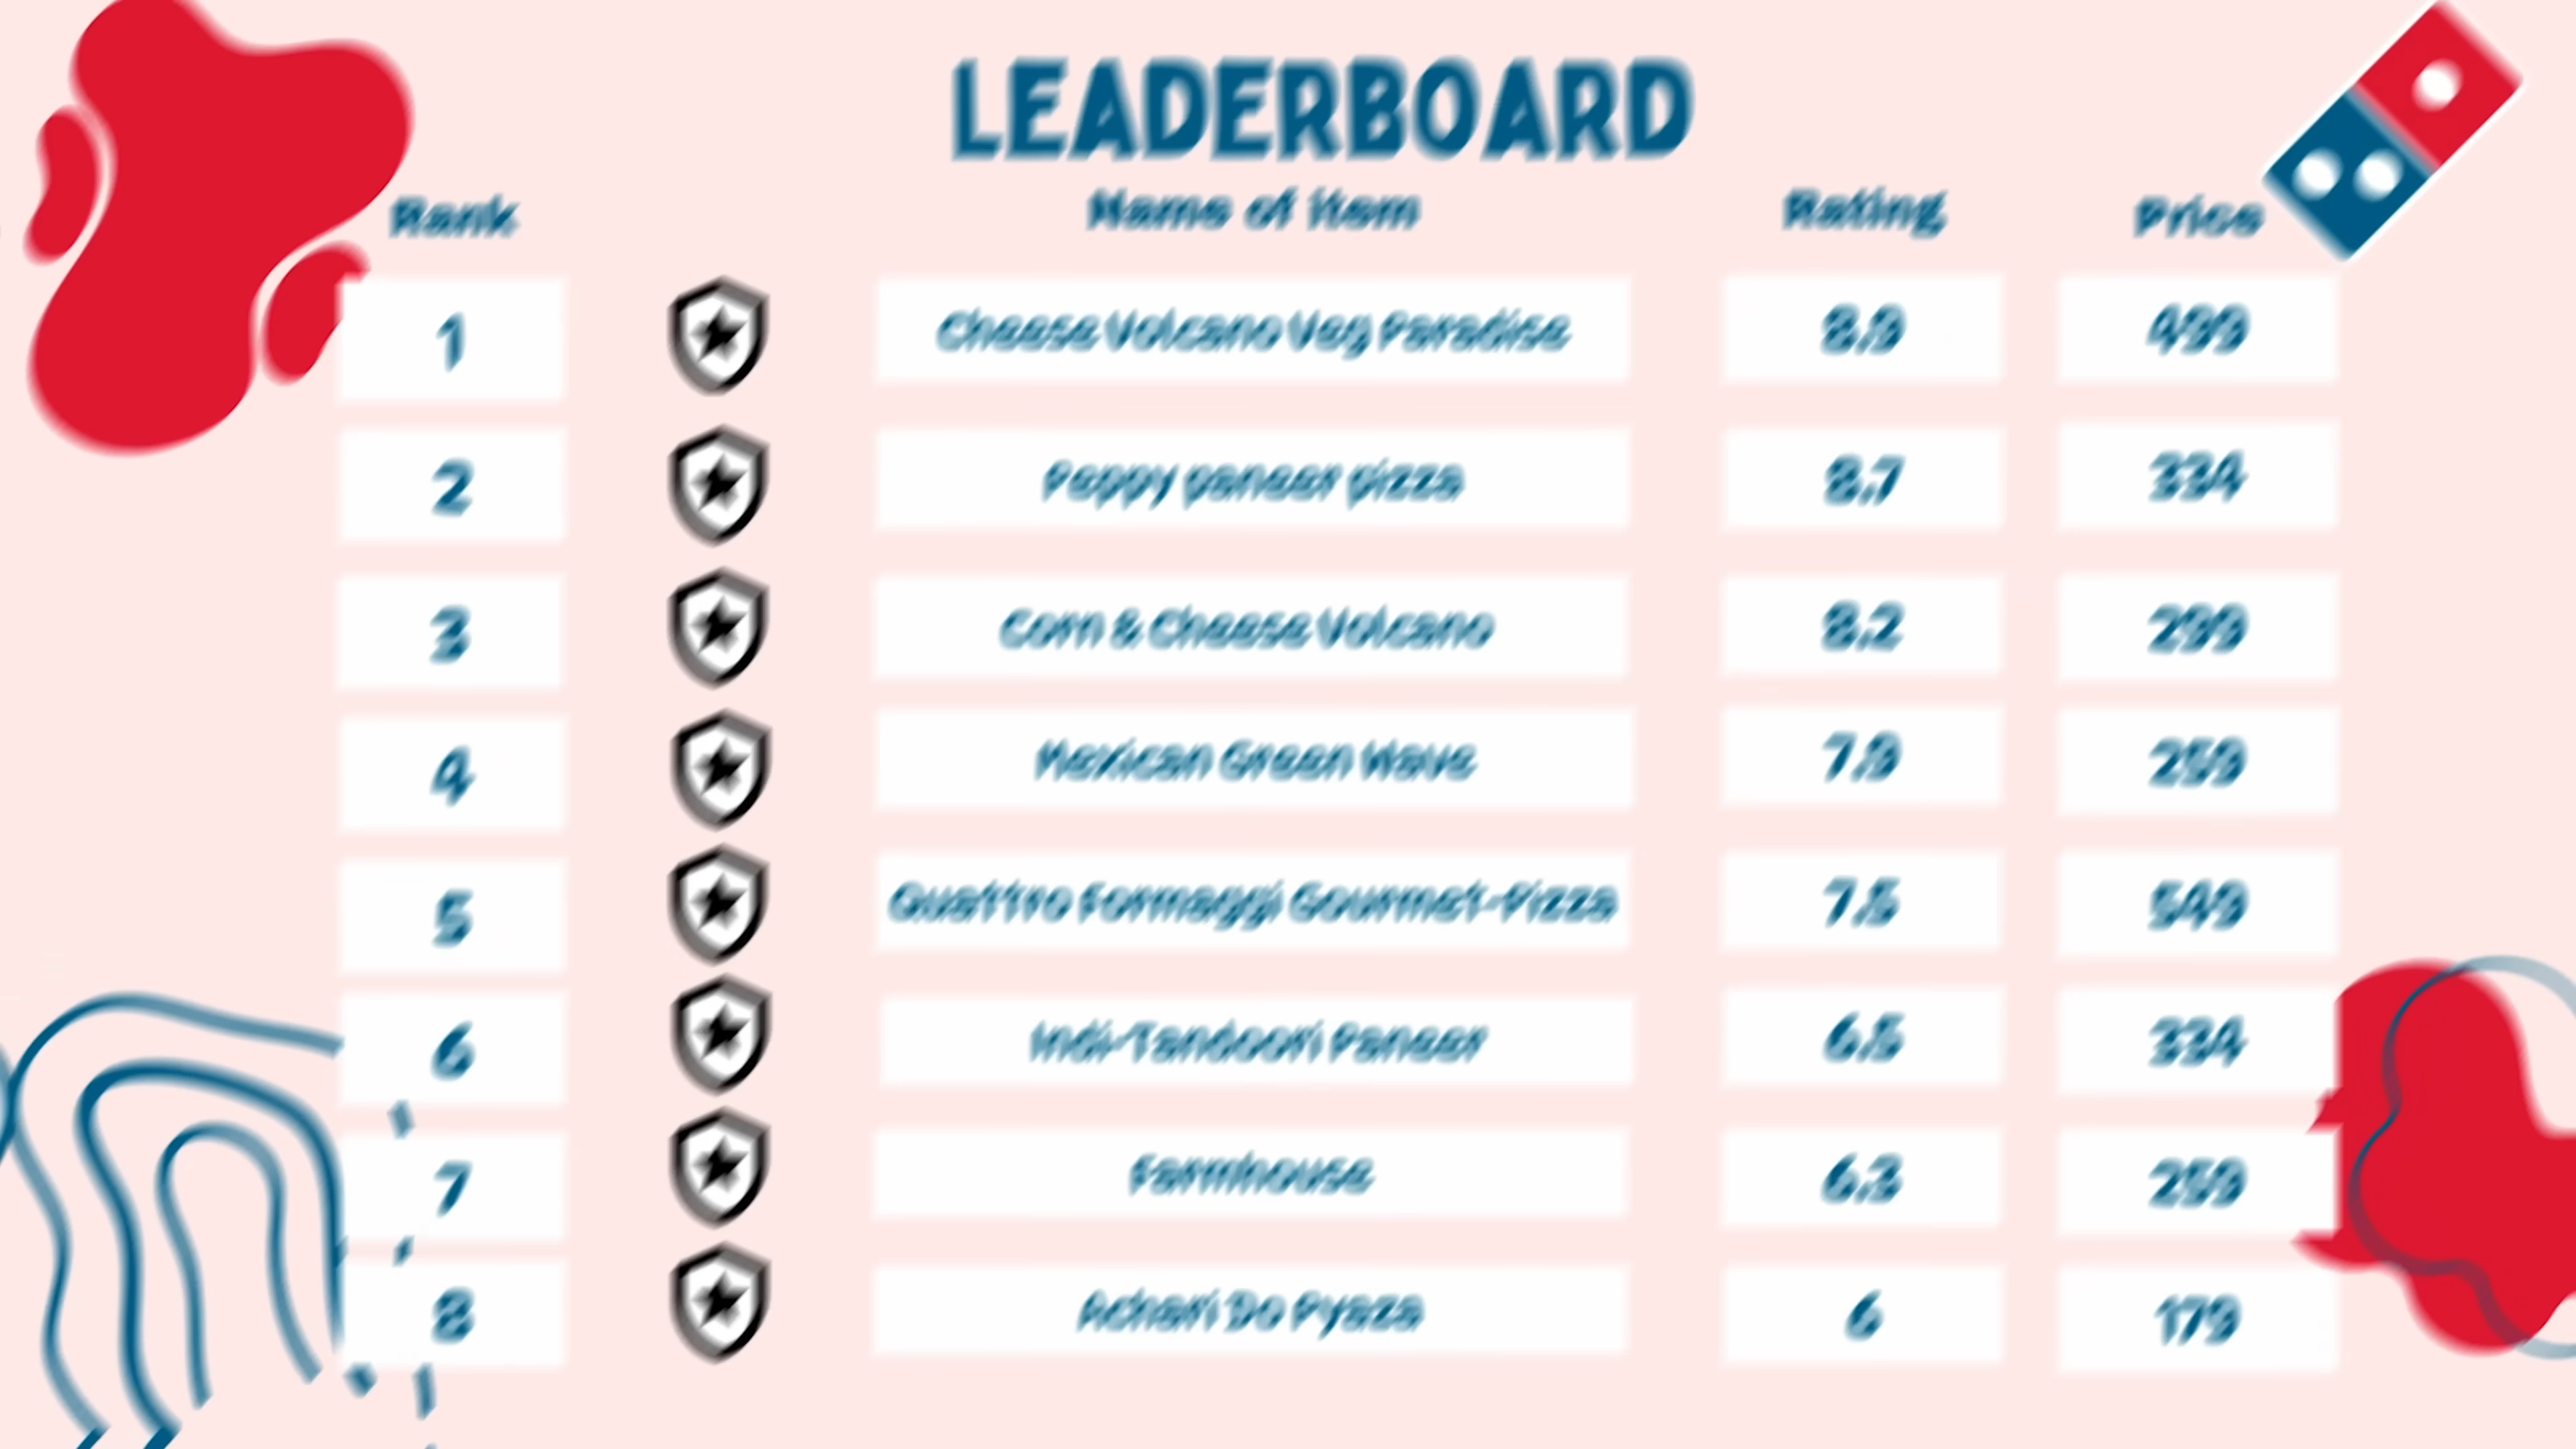 LEADERBOARD
Rank Name of item Rating Price
1 Cheese Volcano Veg Paradise 8.9 499
2 Peppy paneer pizza 8.7 334
3 Corn & Cheese Volcano 8.2 299
4 Mexican Green Wave 7.9 259
5 Quattro Formaggi Gourmet-Pizza 7.5 549
6 Indi-Tandoori Paneer 6.5 334
7 Farmhouse 6.3 259
8 Achari Do Pyaza 6 179